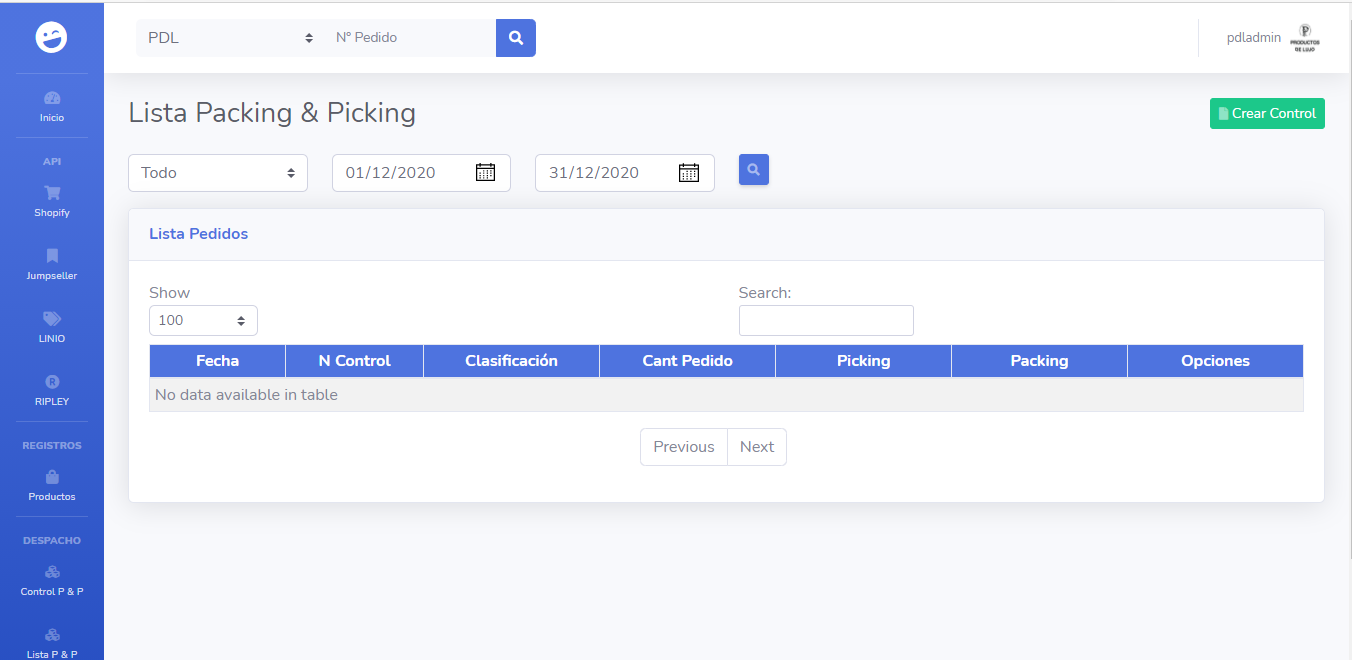 PDL
N° Pedido
pdladmin
PRODUCTOS
DE LUJO
Inicio
API
Shopify
Jumpseller
LINIO
RIPLEY
REGISTROS
Productos
DESPACHO
Control P & P
Lista P & P
Lista Packing & Picking
Crear Control
Todo
01/12/2020
31/12/2020
Lista Pedidos
Show
100
Search:
Fecha N Control Clasificación Cant Pedido Picking Packing Opciones
No data available in table
Previous Next